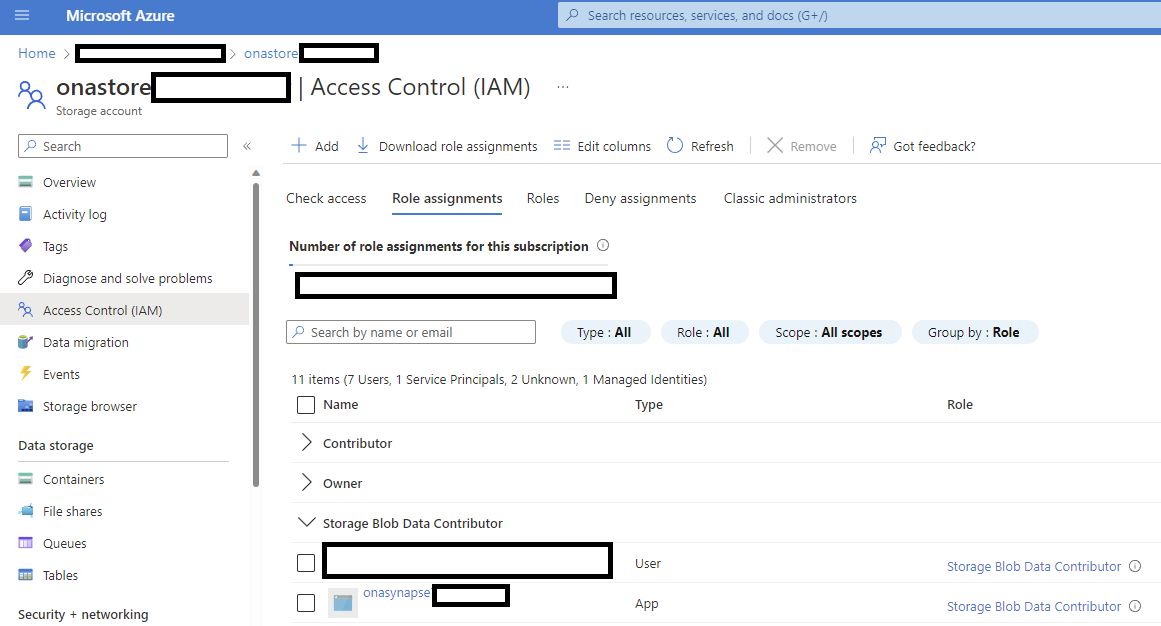 Microsoft Azure
Search resources, services, and docs (G+/)
Home > > onastore
onastore | Access Control (IAM) ...
Storage account
Search
«
Overview
Activity log
Tags
Diagnose and solve problems
Access Control (IAM)
Data migration
Events
Storage browser
Data storage
Containers
File shares
Queues
Tables
Security + networking
Add Download role assignments Edit columns Refresh Remove Got feedback?
Check access Role assignments Roles Deny assignments Classic administrators
Number of role assignments for this subscription
Search by name or email Type : All Role : All Scope : All scopes Group by : Role
11 items (7 Users, 1 Service Principals, 2 Unknown, 1 Managed Identities)
Name Type Role
Contributor
Owner
Storage Blob Data Contributor
User Storage Blob Data Contributor
onasynapse App Storage Blob Data Contributor